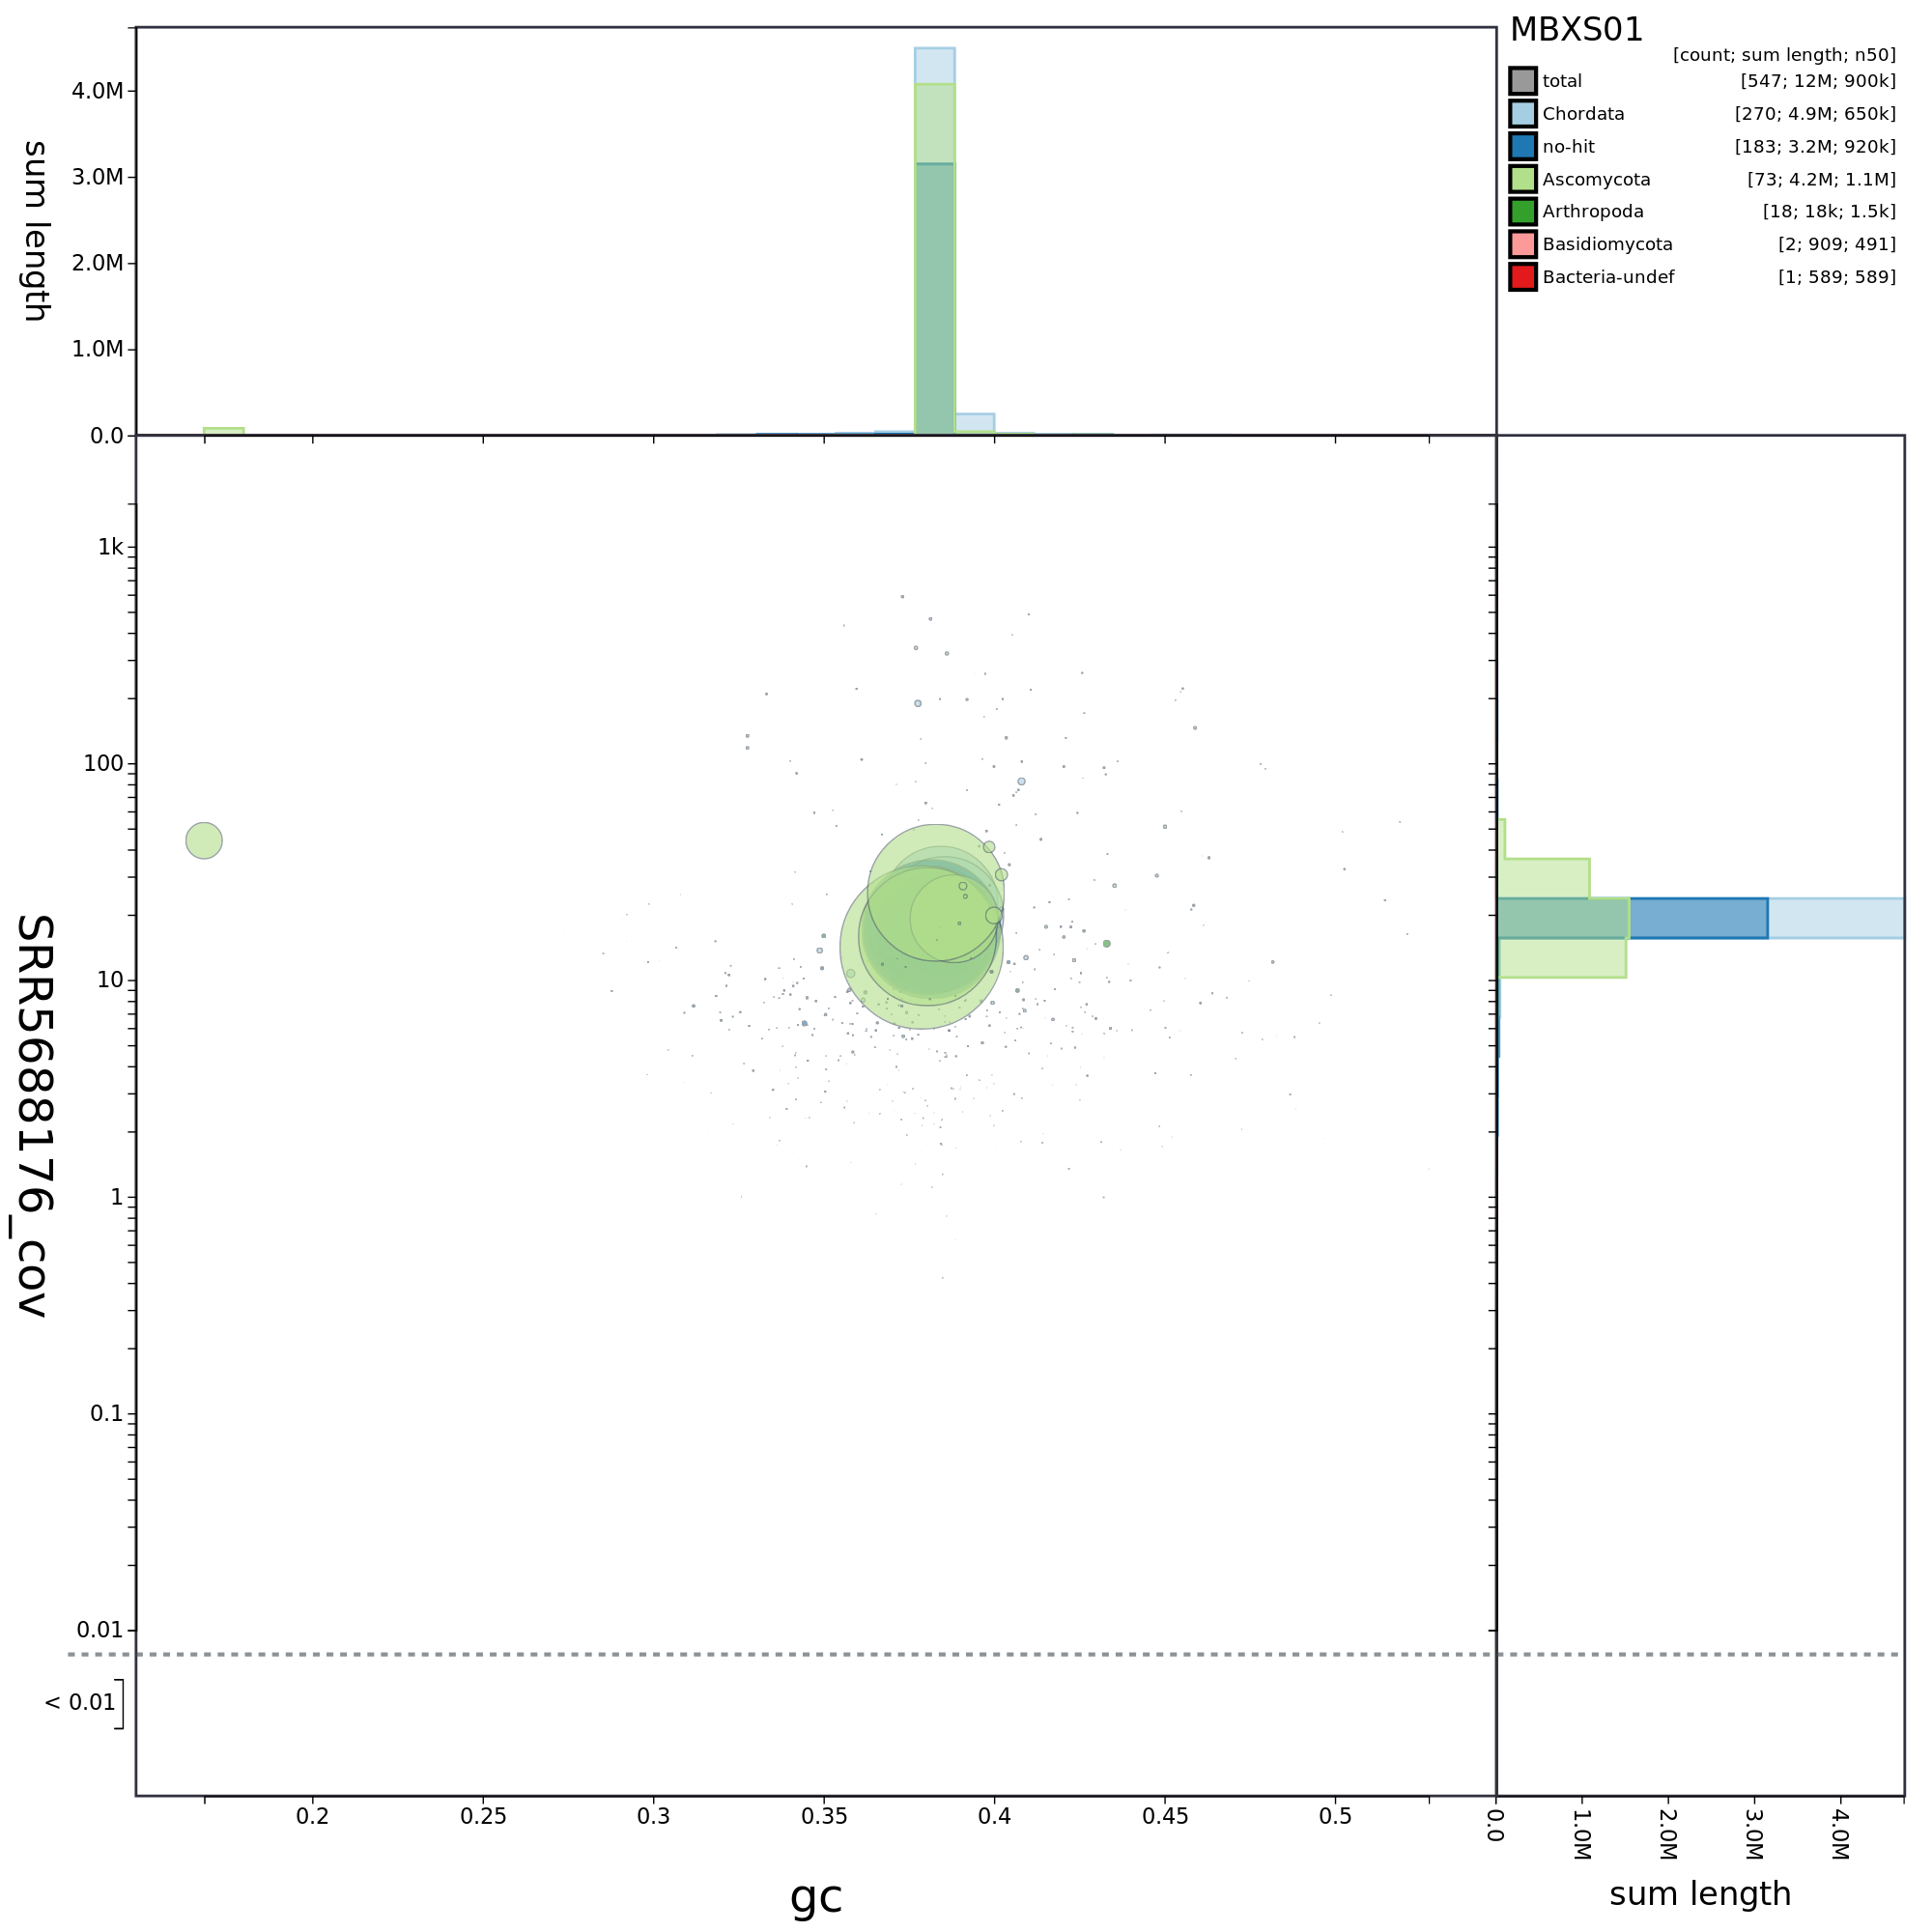 MBXS01
[count; sum length; n50]
total [547; 12M; 900k]
Chordata [270; 4.9M; 650k]
no-hit [183; 3.2M; 920k]
Ascomycota [73; 4.2M; 1.1M]
Arthropoda [18; 18k; 1.5k]
Basidiomycota [2; 909; 491]
Bacteria-undef [1; 589; 589]
sum length
4.0M
3.0M
2.0M
1.0M
0.0
SRR5688176_cov
1k
100
10
1
0.1
0.01
< 0.01
0.2 0.25 0.3 0.35 0.4 0.45 0.5
gc
0.0 1.0M 2.0M 3.0M 4.0M
sum length